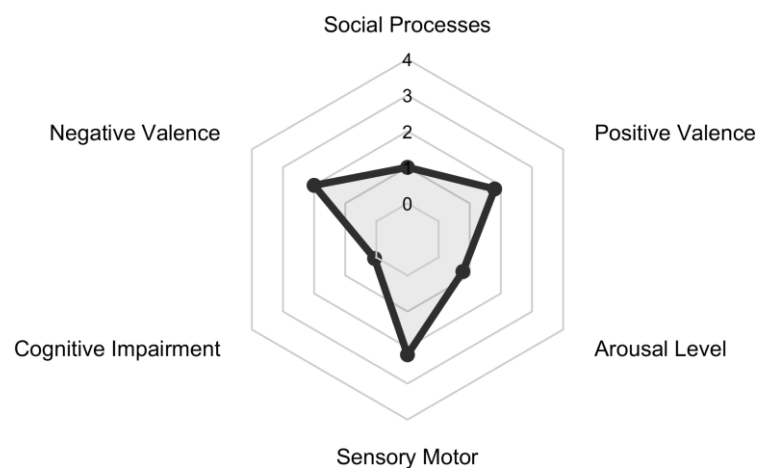 Social Processes
4
Negative Valence
3
Positive Valence
2
1
0
Cognitive Impairment
Arousal Level
Sensory Motor